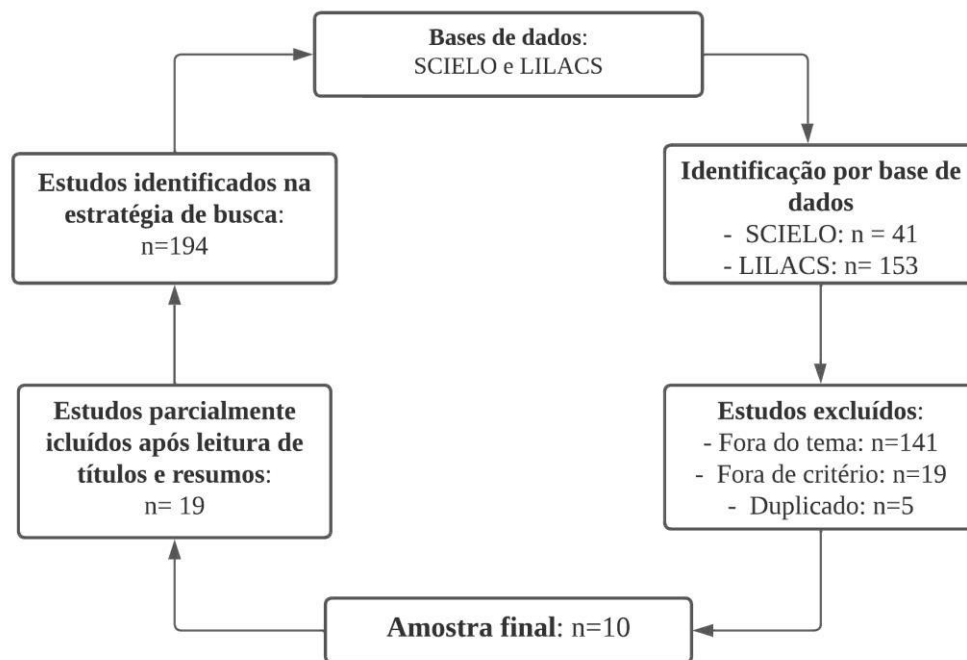 Bases de dados:
SCIELO e LILACS
Identificação por base de
dados
- SCIELO: n = 41
- LILACS: n= 153
Estudos excluídos:
- Fora do tema: n=141
- Fora de critério: n=19
- Duplicado: n=5
Amostra final: n=10
Estudos parcialmente
icluídos após leitura de
títulos e resumos:
n= 19
Estudos identificados na
estratégia de busca:
n=194